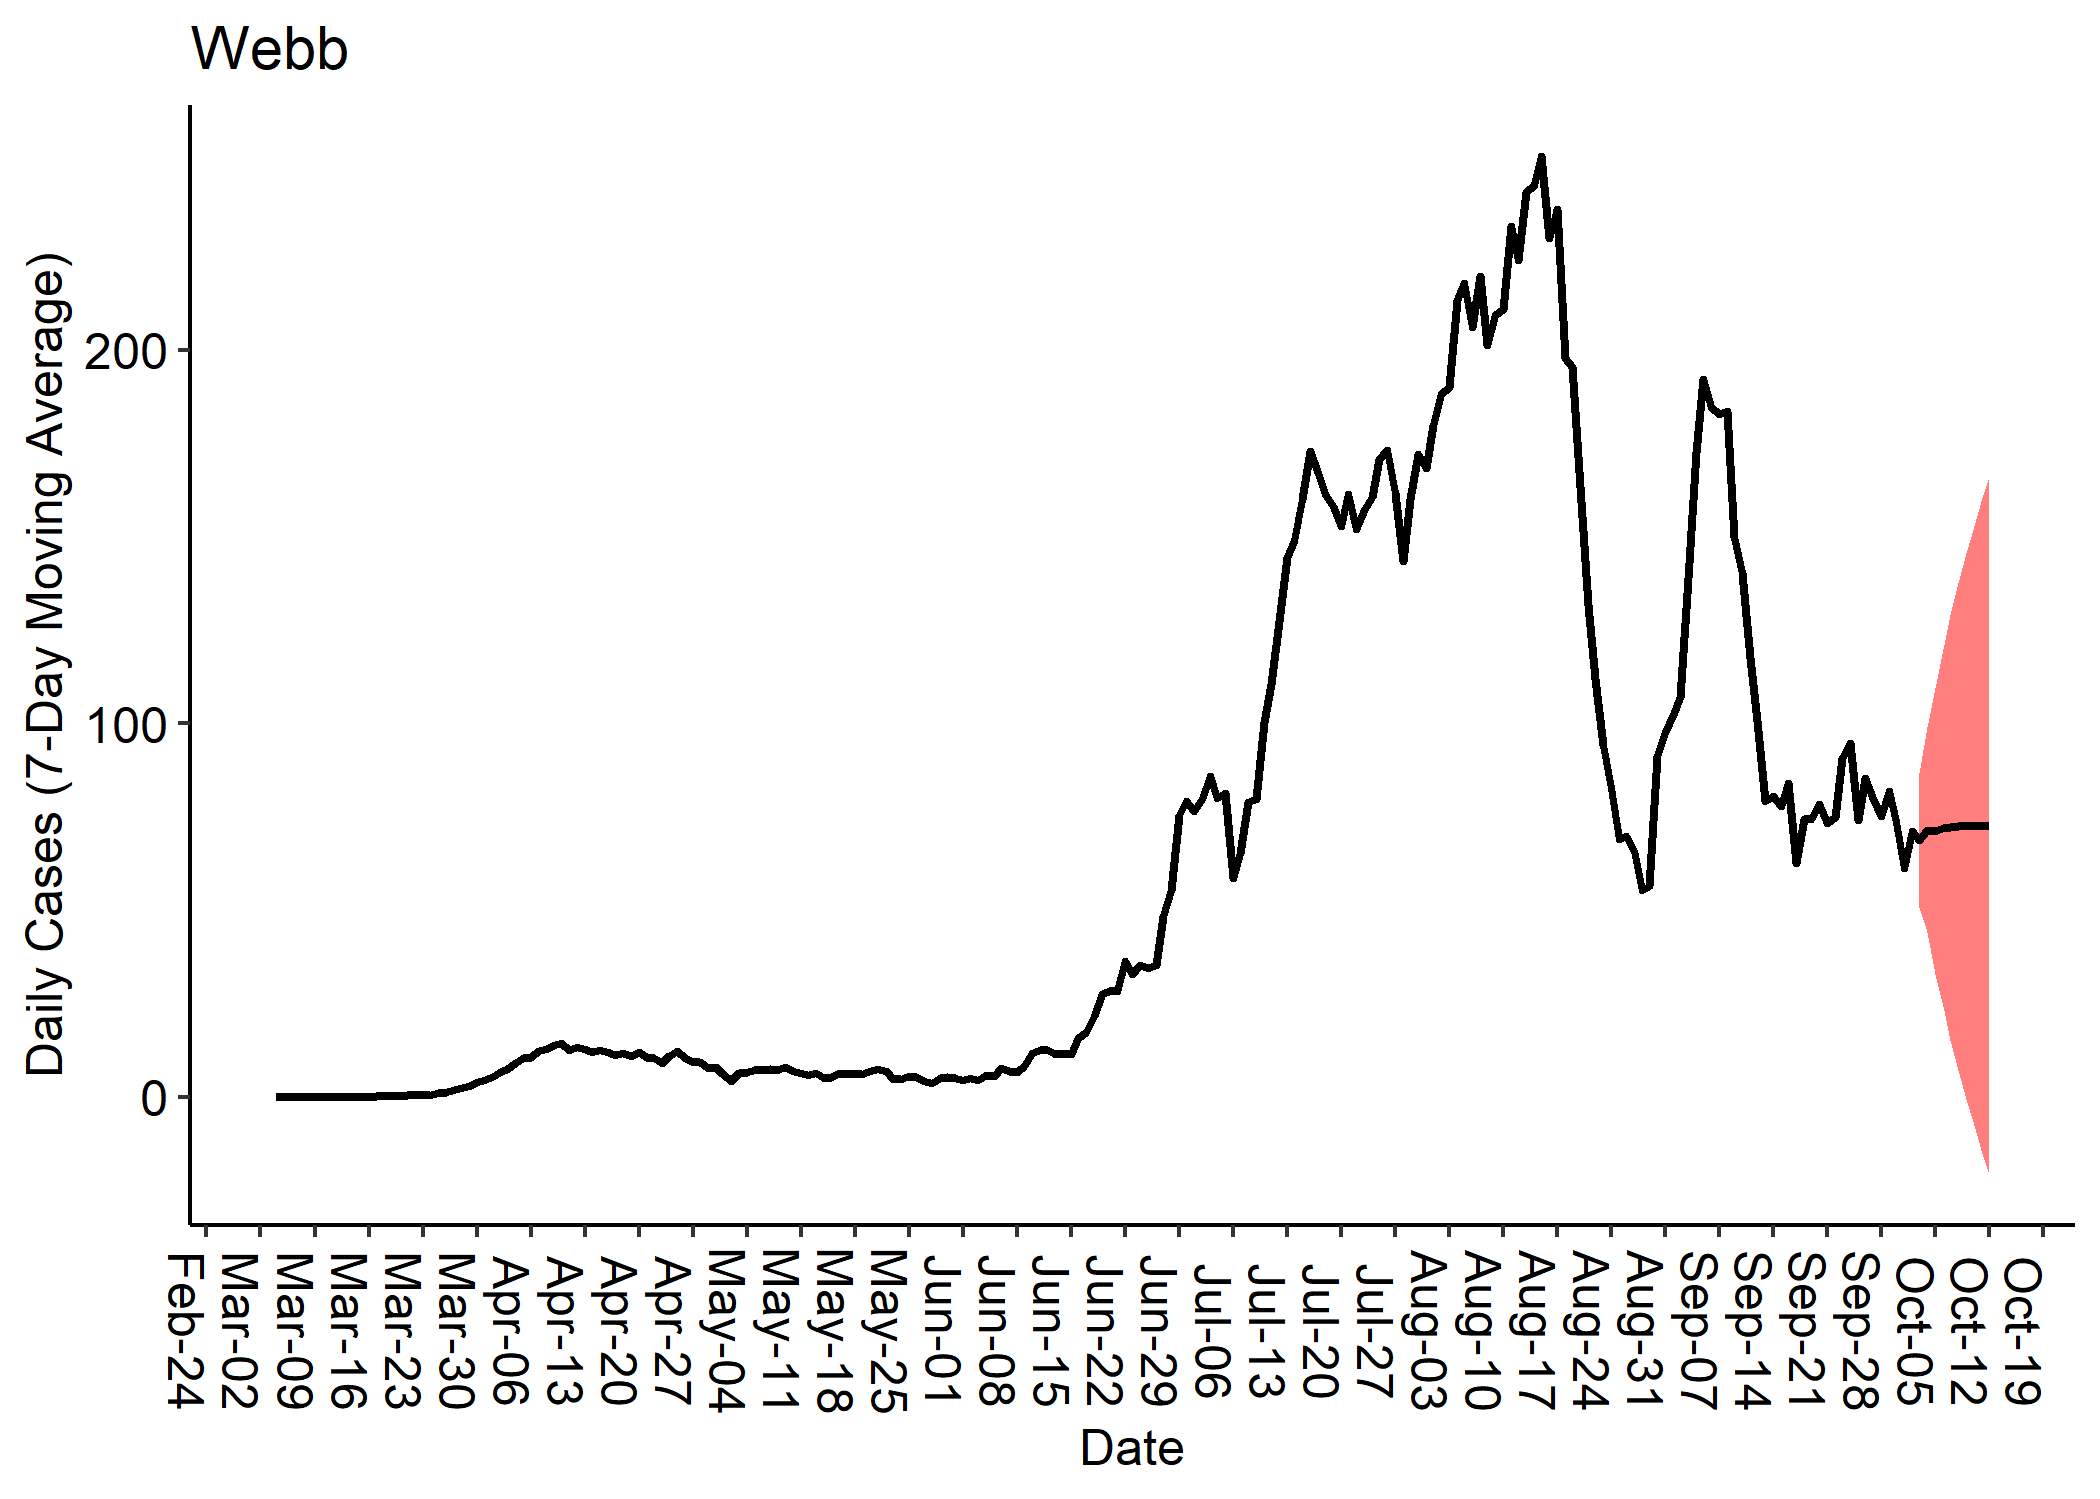 Webb
Daily Cases (7-Day Moving Average)
200
100
0
Feb-24
Mar-02
Mar-09
Mar-16
Mar-23
Mar-30
Apr-06
Apr-13
Apr-20
Apr-27
May-04
May-11
May-18
May-25
Jun-01
Jun-08
Jun-15
Jun-22
Jun-29
Jul-06
Jul-13
Jul-20
Jul-27
Aug-03
Aug-10
Aug-17
Aug-24
Aug-31
Sep-07
Sep-14
Sep-21
Sep-28
Oct-05
Oct-12
Oct-19
Date